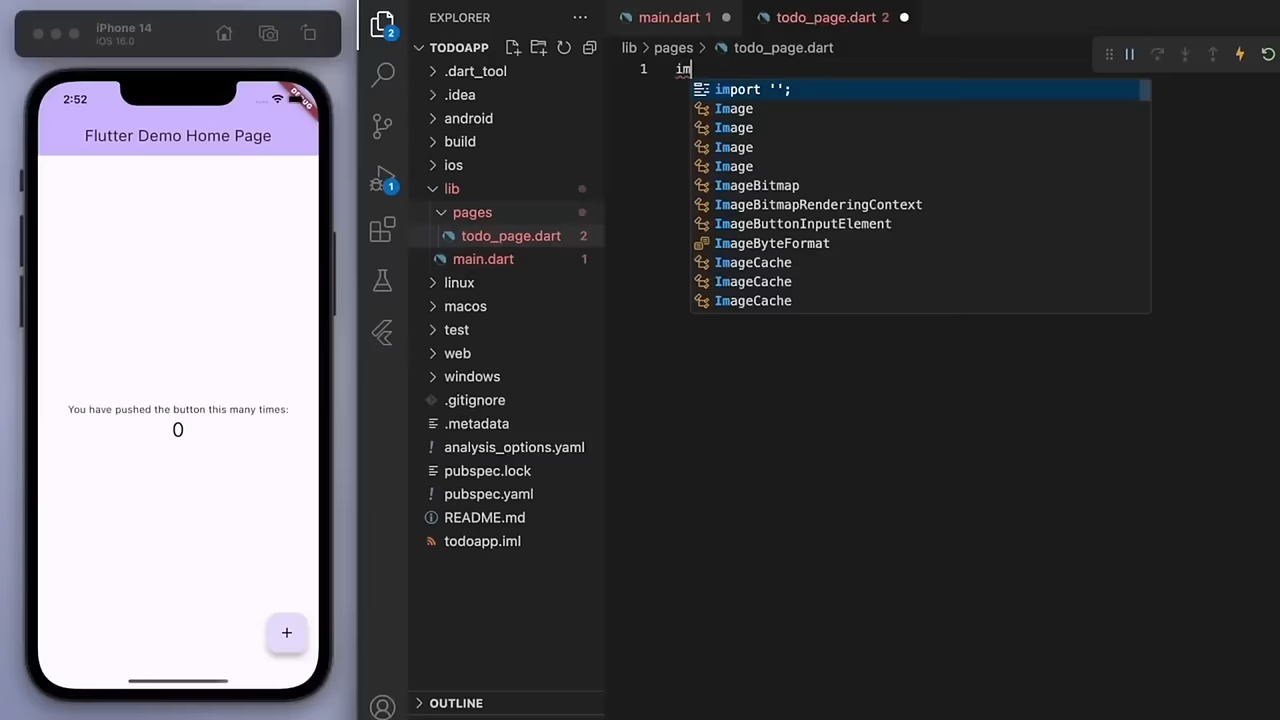 iPhone 14
iOS 16.0
2:52
DEBUG
Flutter Demo Home Page
You have pushed the button this many times:
0
+
2
1
EXPLORER
TODOAPP
.dart_tool
.idea
android
build
ios
lib
pages
todo_page.dart 2
main.dart 1
linux
macos
test
web
windows
.gitignore
.metadata
analysis_options.yaml
pubspec.lock
pubspec.yaml
README.md
todoapp.iml
OUTLINE
main.dart 1
todo_page.dart 2
lib > pages > todo_page.dart
1 im
import '';
Image
Image
Image
Image
ImageBitmap
ImageBitmapRenderingContext
ImageButtonInputElement
ImageByteFormat
ImageCache
ImageCache
ImageCache